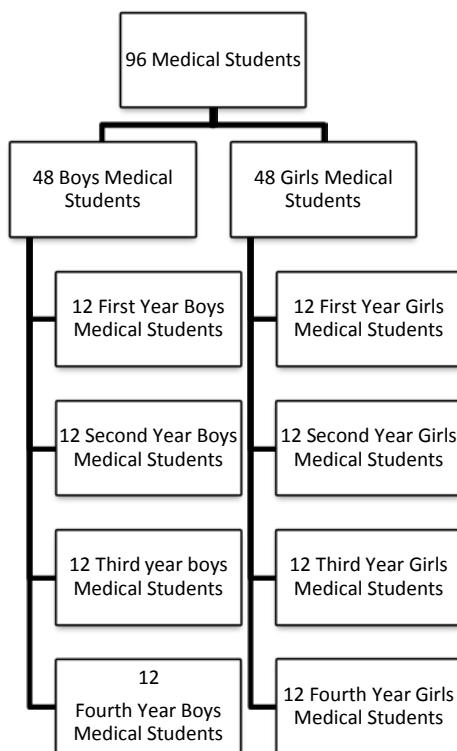 96 Medical Students
48 Boys Medical
Students
48 Girls Medical
Students
12 First Year Boys
Medical Students
12 First Year Girls
Medical Students
12 Second Year Boys
Medical Students
12 Second Year Girls
Medical Students
12 Third year boys
Medical Students
12 Third Year Girls
Medical Students
12
Fourth Year Boys
Medical Students
12 Fourth Year Girls
Medical Students